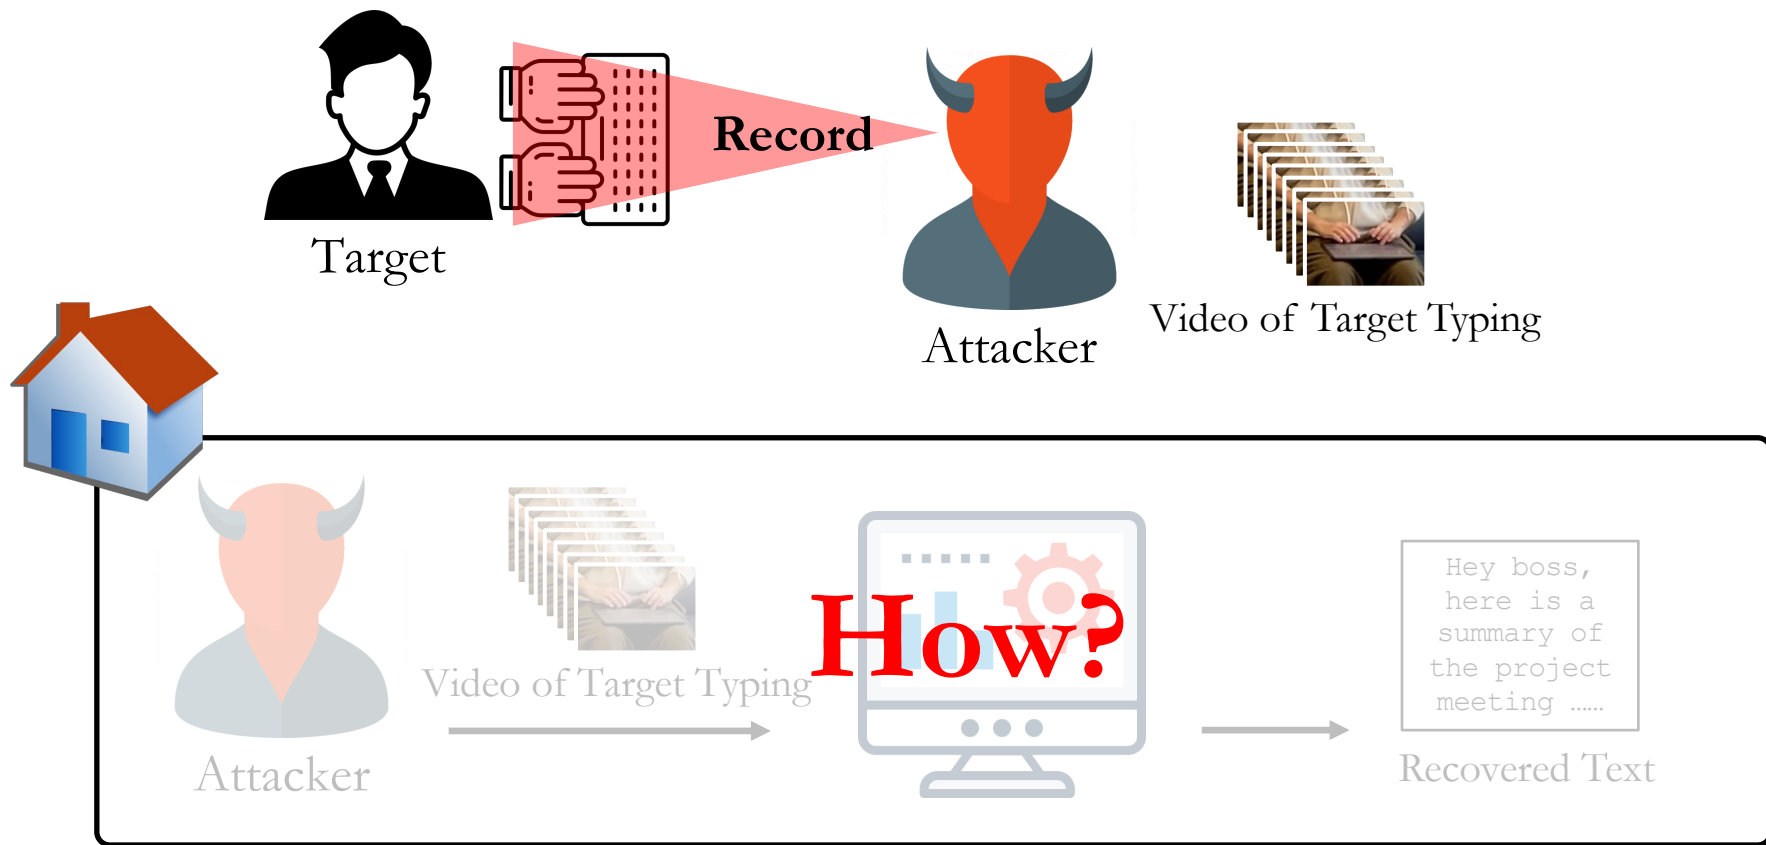 Record
Target
Attacker
Video of Target Typing
How?
Video of Target Typing
Attacker
Hey boss,
here is a
summary of
the project
meeting ……
Recovered Text